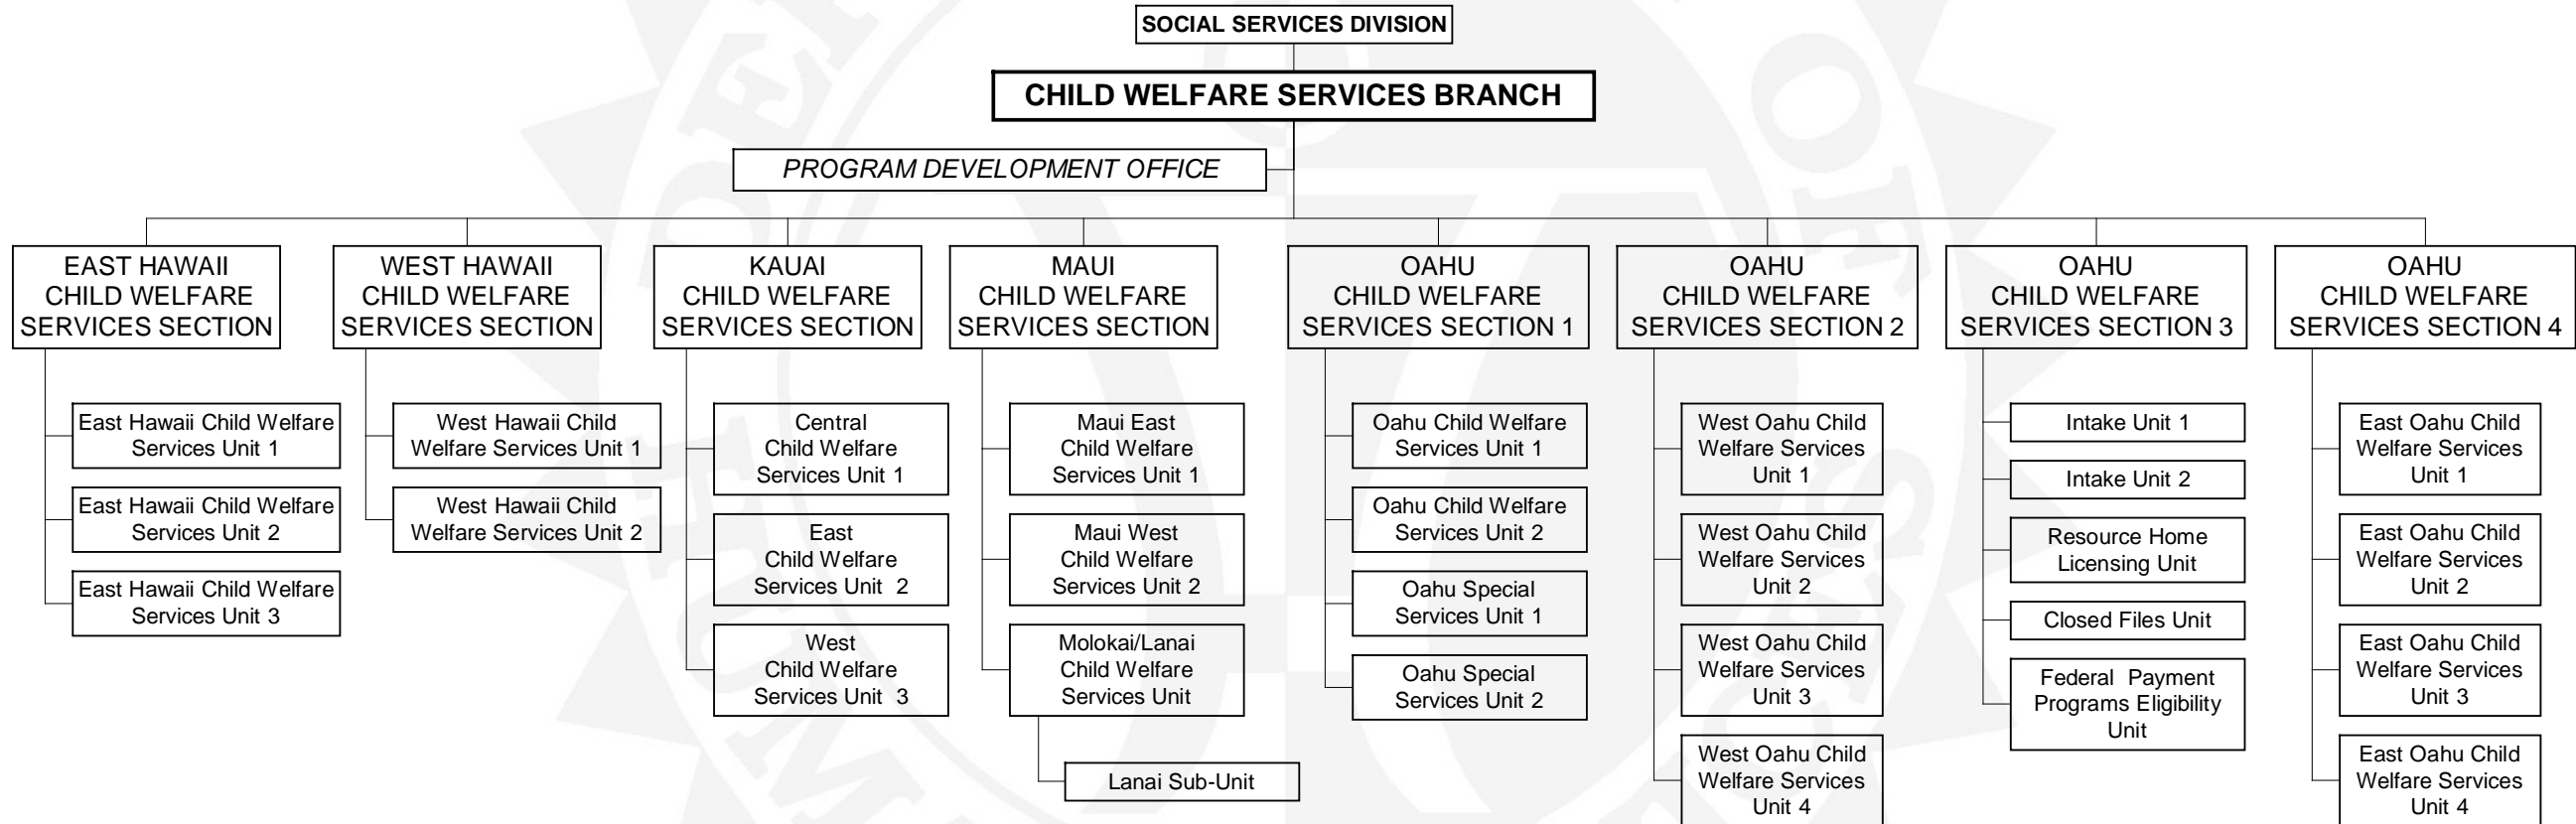 SOCIAL SERVICES DIVISION
CHILD WELFARE SERVICES BRANCH
PROGRAM DEVELOPMENT OFFICE
EAST HAWAII
CHILD WELFARE
SERVICES SECTION
East Hawaii Child Welfare
Services Unit 1
East Hawaii Child Welfare
Services Unit 2
East Hawaii Child Welfare
Services Unit 3
WEST HAWAII
CHILD WELFARE
SERVICES SECTION
West Hawaii Child
Welfare Services Unit 1
West Hawaii Child
Welfare Services Unit 2
KAUAI
CHILD WELFARE
SERVICES SECTION
Central
Child Welfare
Services Unit 1
East
Child Welfare
Services Unit 2
West
Child Welfare
Services Unit 3
MAUI
CHILD WELFARE
SERVICES SECTION
Maui East
Child Welfare
Services Unit 1
Maui West
Child Welfare
Services Unit 2
Molokai/Lanai
Child Welfare
Services Unit
Lanai Sub-Unit
OAHU
CHILD WELFARE
SERVICES SECTION 1
Oahu Child Welfare
Services Unit 1
Oahu Child Welfare
Services Unit 2
Oahu Special
Services Unit 1
Oahu Special
Services Unit 2
OAHU
CHILD WELFARE
SERVICES SECTION 2
West Oahu Child
Welfare Services
Unit 1
West Oahu Child
Welfare Services
Unit 2
West Oahu Child
Welfare Services
Unit 3
West Oahu Child
Welfare Services
Unit 4
OAHU
CHILD WELFARE
SERVICES SECTION 3
Intake Unit 1
Intake Unit 2
Resource Home
Licensing Unit
Closed Files Unit
Federal Payment
Programs Eligibility
Unit
OAHU
CHILD WELFARE
SERVICES SECTION 4
East Oahu Child
Welfare Services
Unit 1
East Oahu Child
Welfare Services
Unit 2
East Oahu Child
Welfare Services
Unit 3
East Oahu Child
Welfare Services
Unit 4